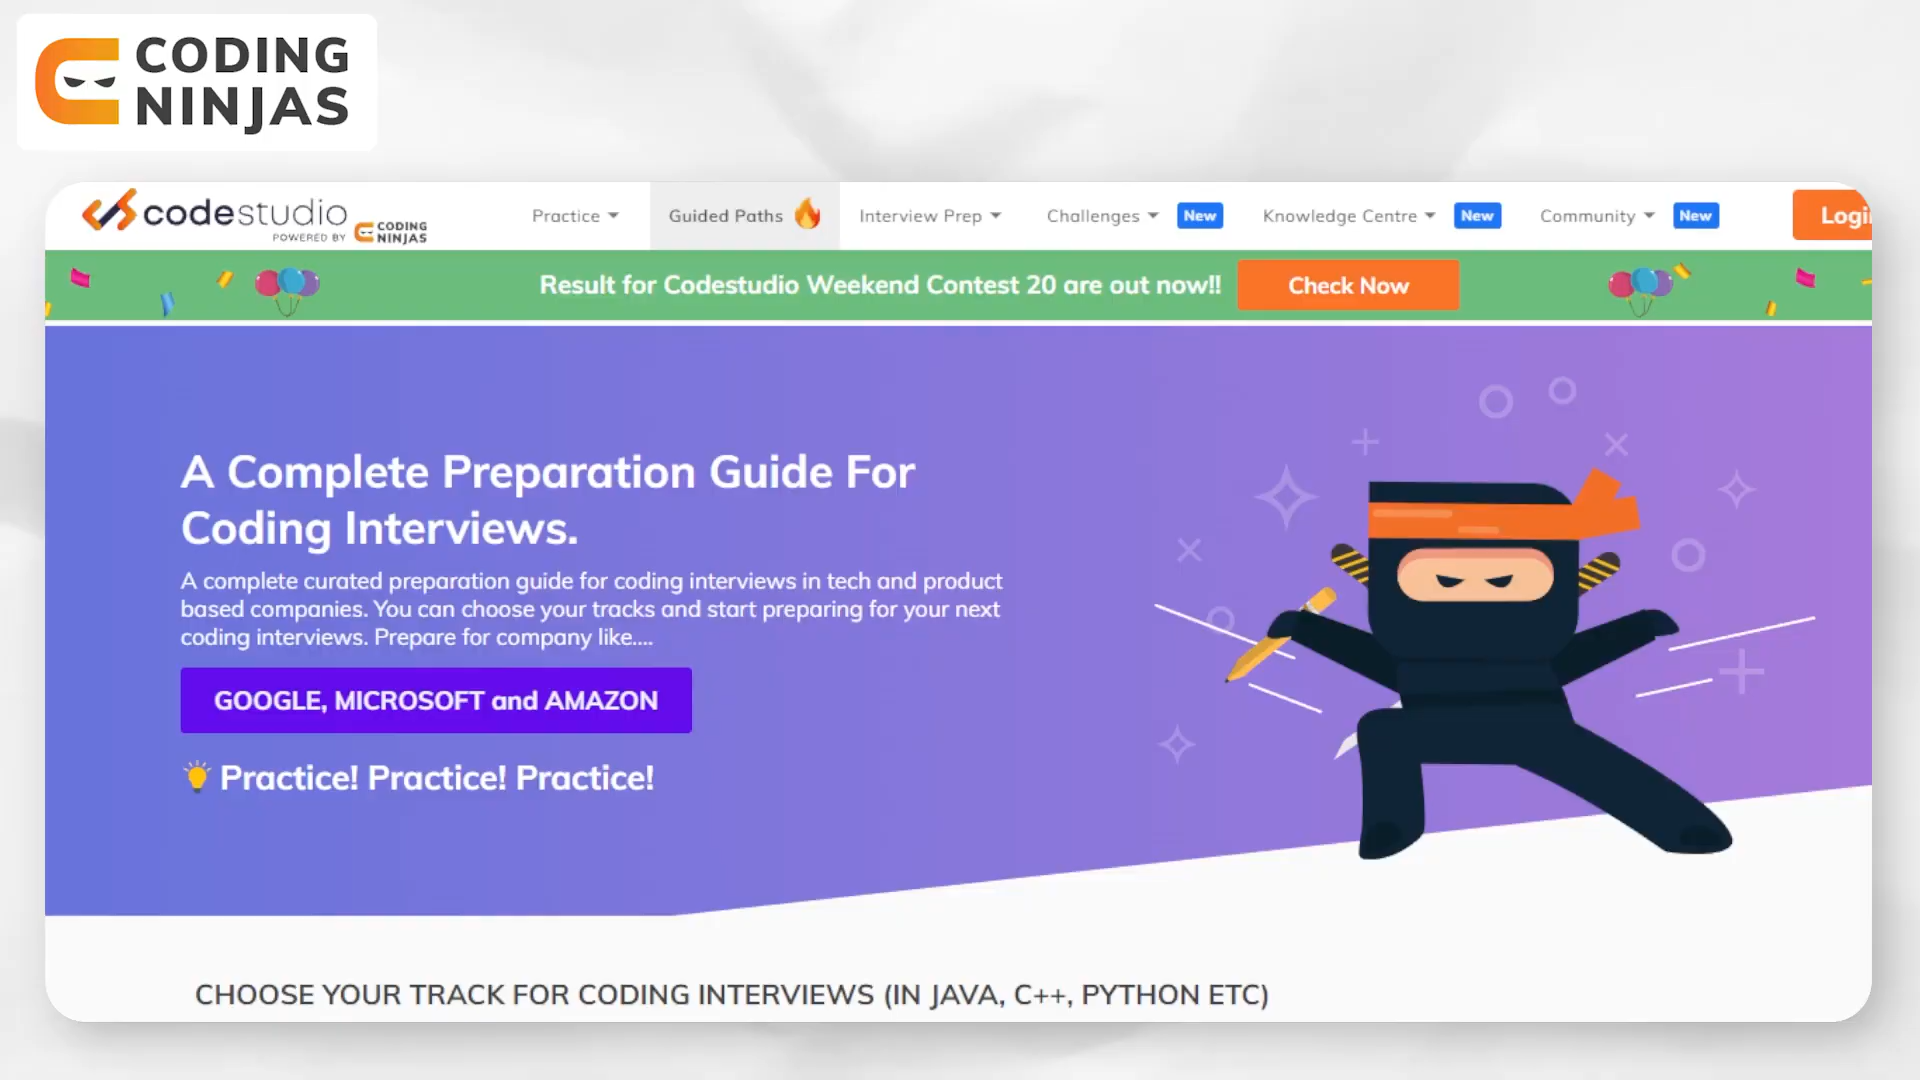 CODING
NINJAS
codestudio
POWERED BY CODING NINJAS
Practice
Guided Paths
Interview Prep
Challenges New
Knowledge Centre New
Community New
Result for Codestudio Weekend Contest 20 are out now!!
Check Now
A Complete Preparation Guide For
Coding Interviews.
A complete curated preparation guide for coding interviews in tech and product
based companies. You can choose your tracks and start preparing for your next
coding interviews. Prepare for company like....
GOOGLE, MICROSOFT and AMAZON
Practice! Practice! Practice!
CHOOSE YOUR TRACK FOR CODING INTERVIEWS (IN JAVA, C++, PYTHON ETC)